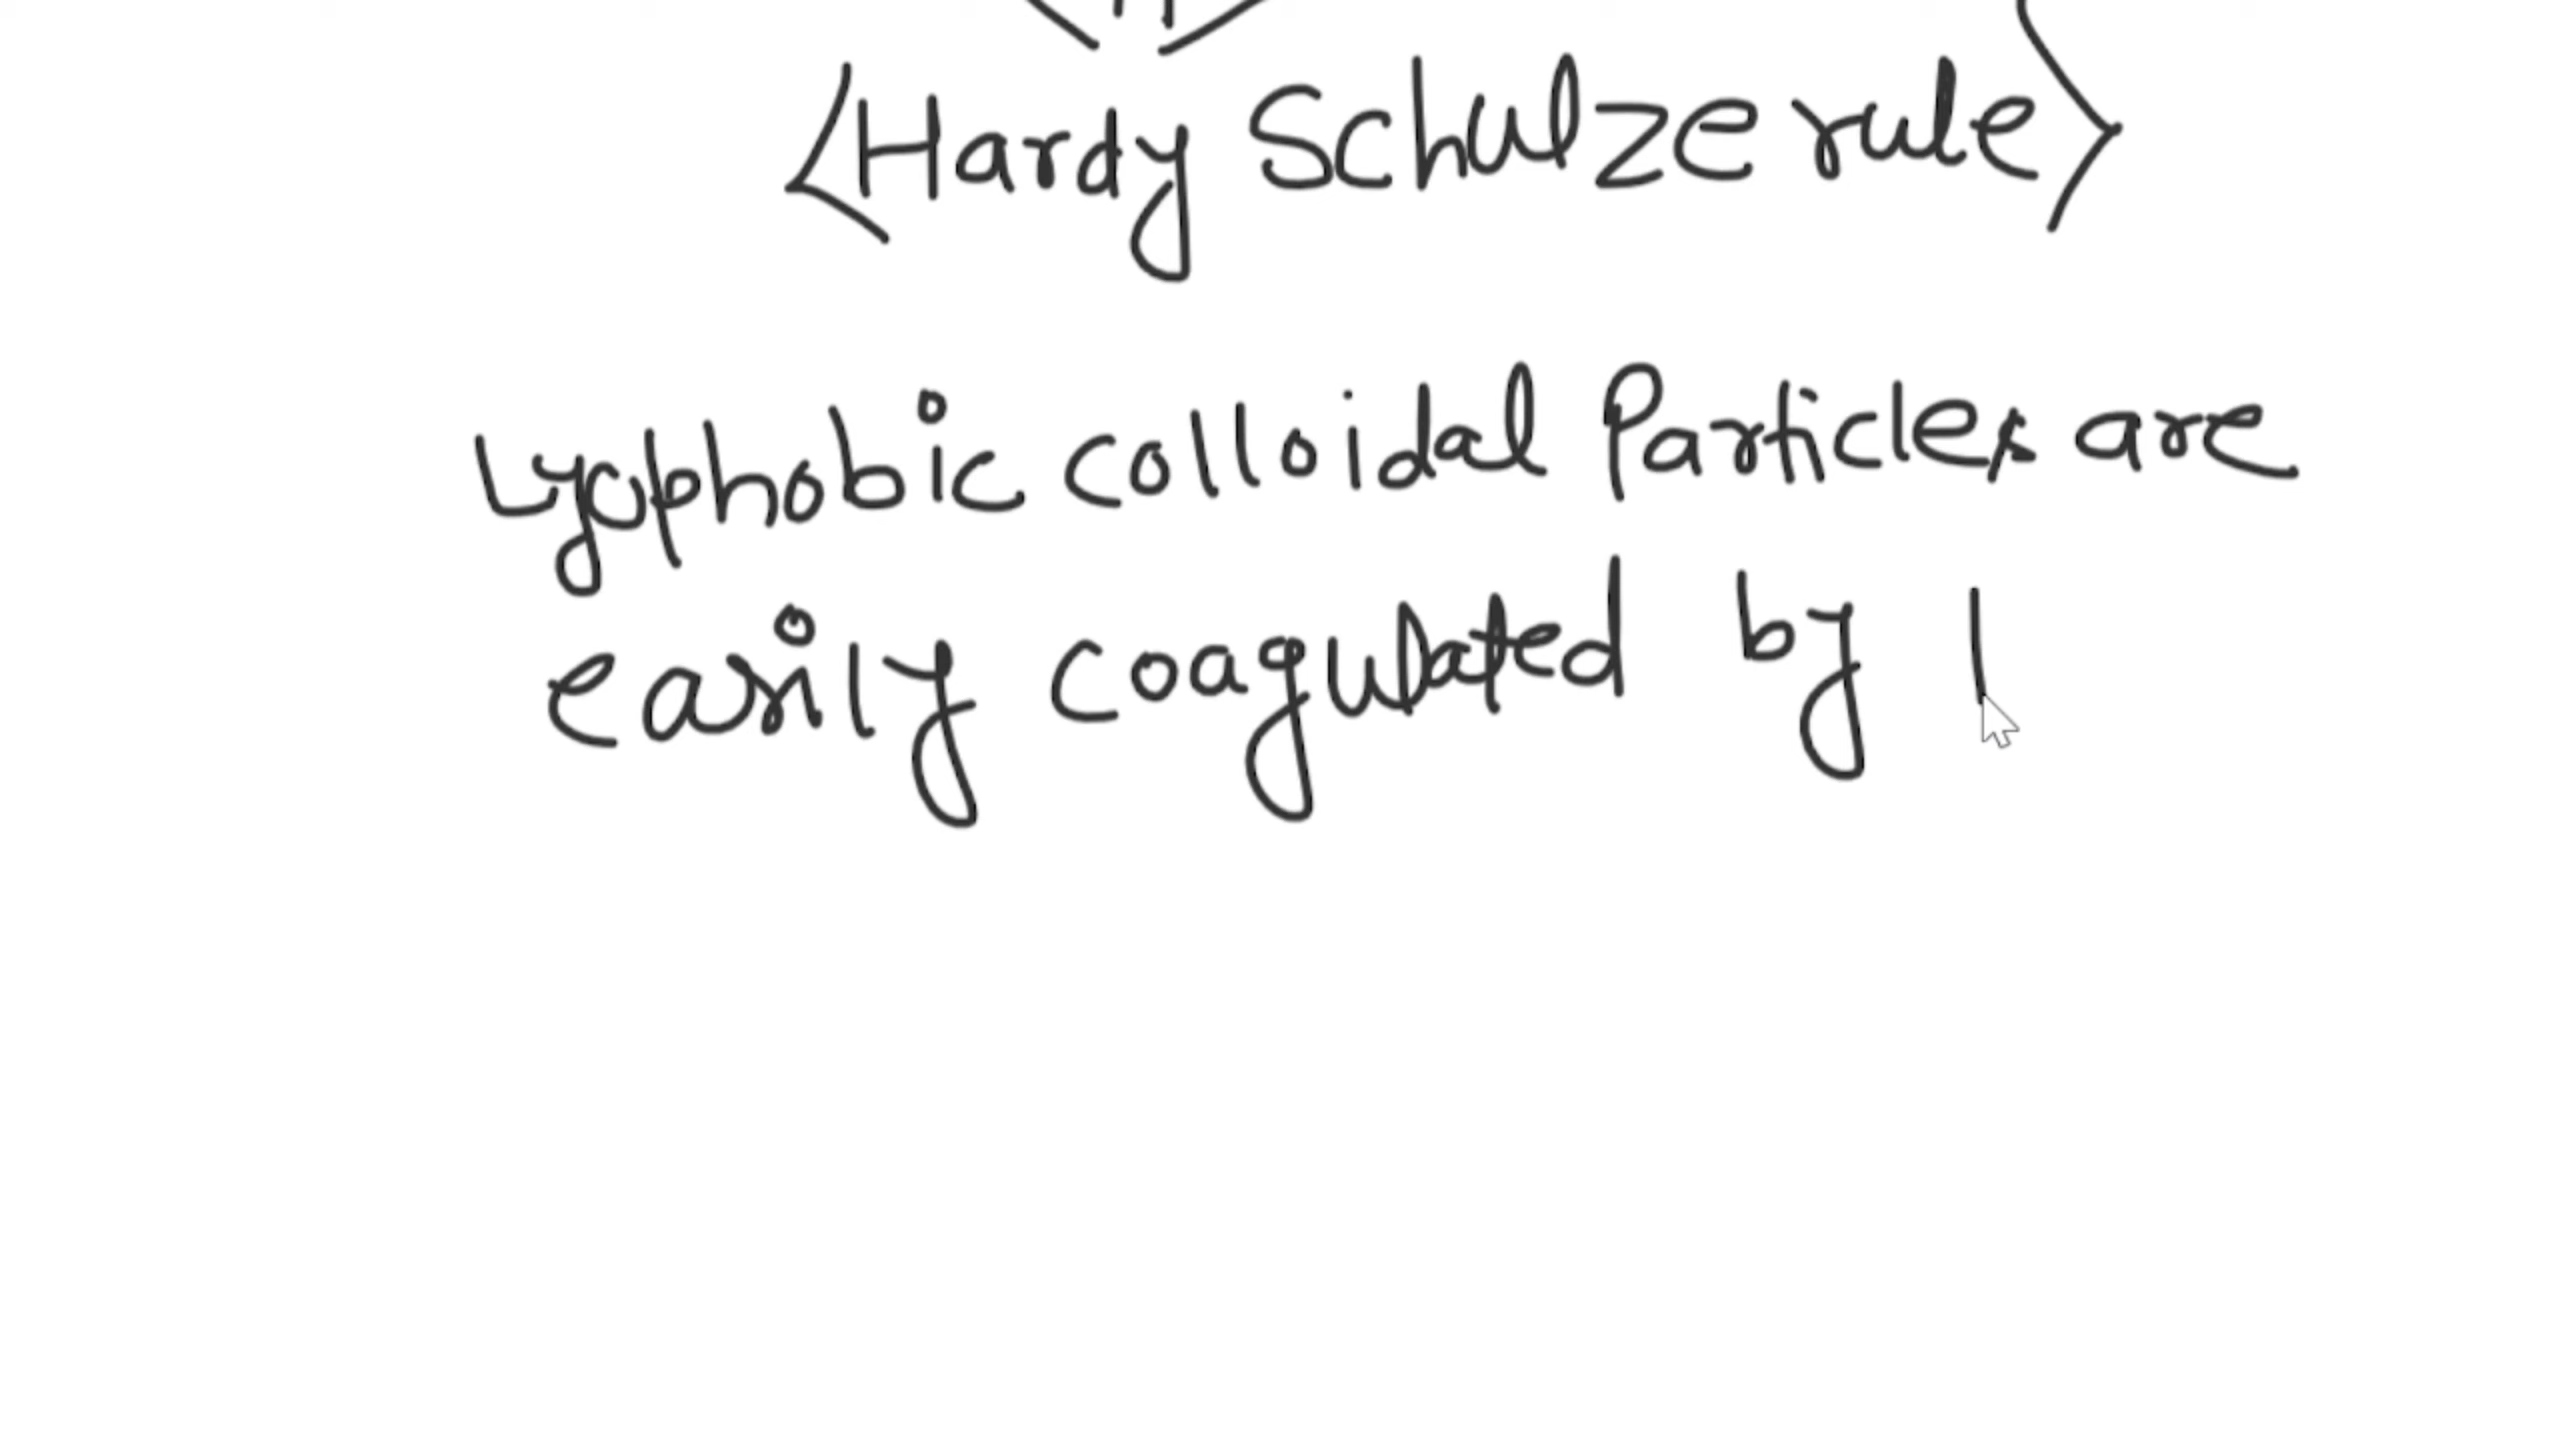 <Hardy Schulze rule>
Lyophobic colloidal Particles are
easily coagulated by